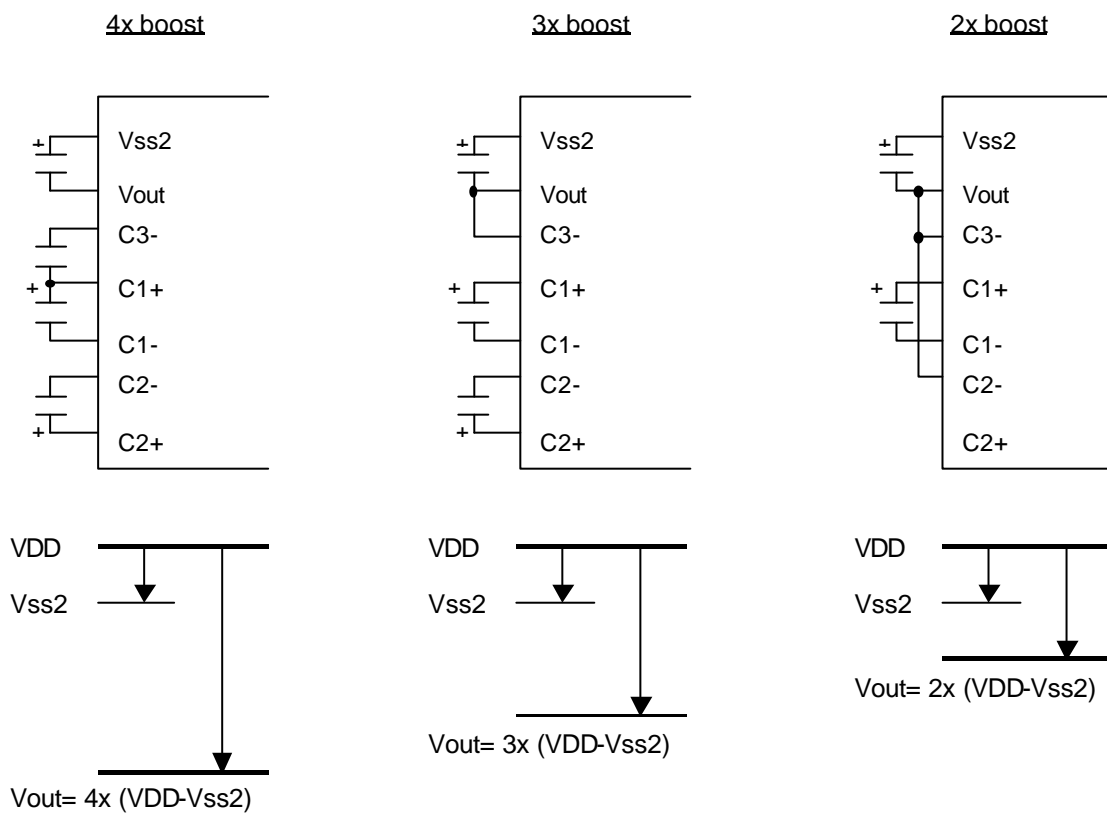 4x boost
3x boost
2x boost
+
Vss2
Vout
C3-
+
C1+
C1-
C2-
+
C2+
+
Vss2
Vout
C3-
+
C1+
C1-
C2-
+
C2+
+
Vss2
Vout
C3-
+
C1+
C1-
C2-
C2+
VDD
Vss2
Vout= 4x (VDD-Vss2)
VDD
Vss2
Vout= 3x (VDD-Vss2)
VDD
Vss2
Vout= 2x (VDD-Vss2)